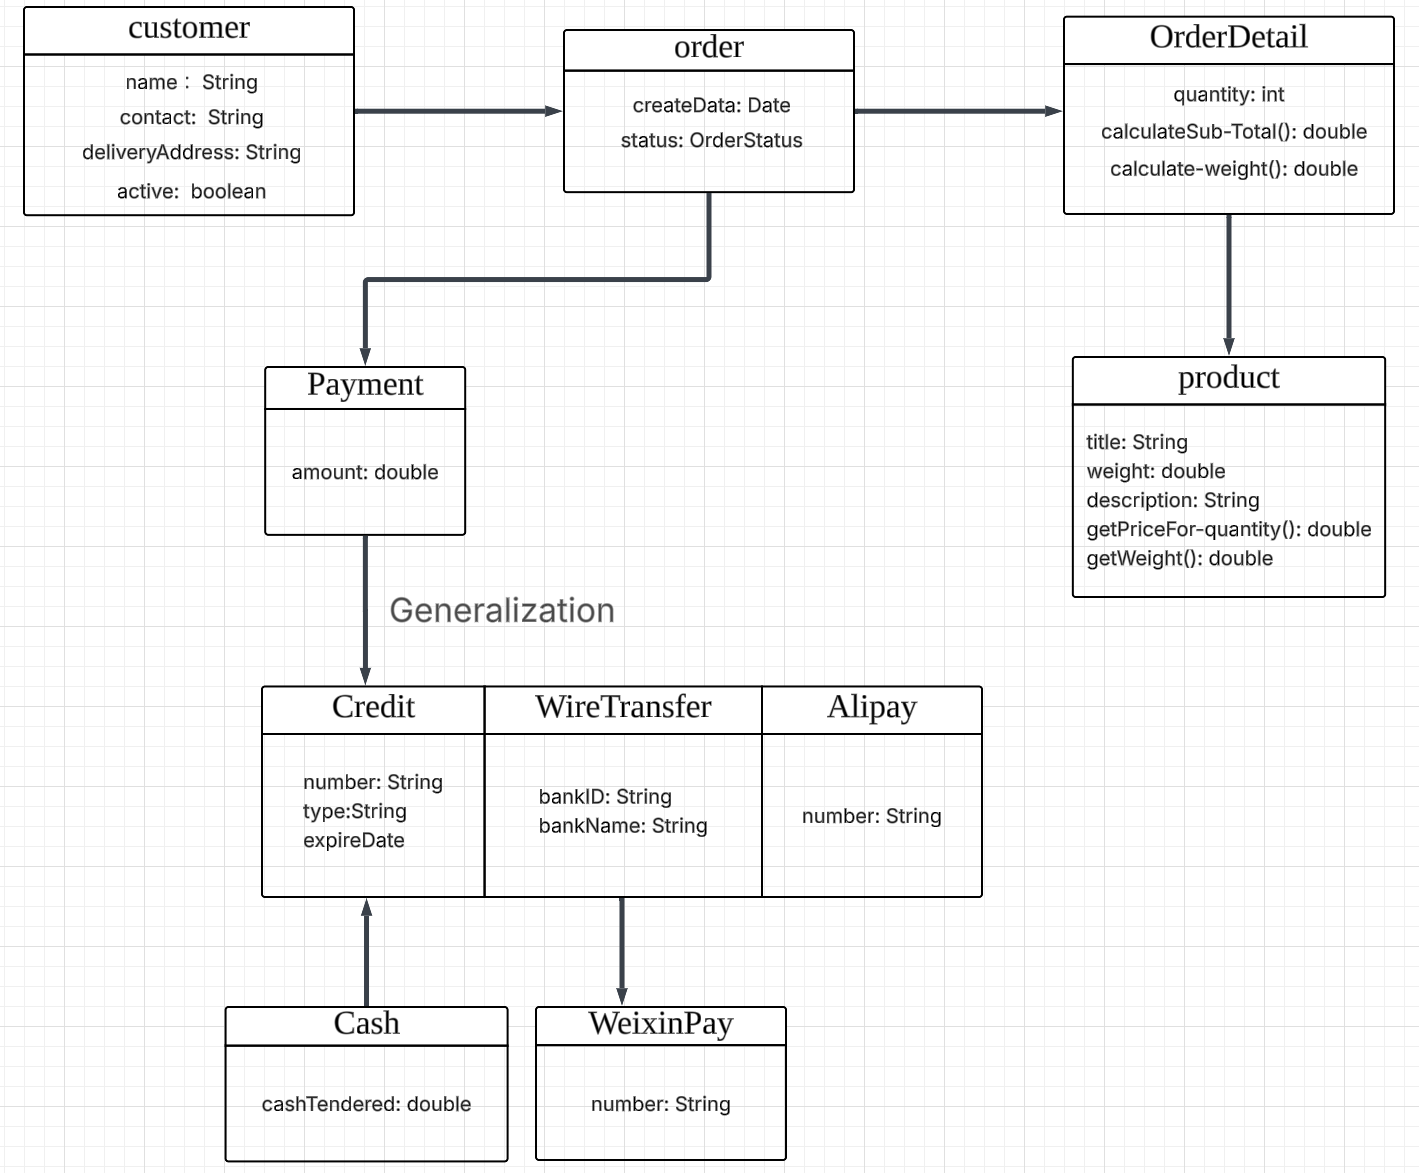 customer
name :  String
contact:  String
deliveryAddress: String
active:  boolean
order
createData: Date
status: OrderStatus
OrderDetail
quantity: int
calculateSub-Total(): double
calculate-weight(): double
Payment
amount: double
product
title: String
weight: double
description: String
getPriceFor-quantity(): double
getWeight(): double
Generalization
Credit
number: String
type:String
expireDate
WireTransfer
bankID: String
bankName: String
Alipay
number: String
Cash
cashTendered: double
WeixinPay
number: String